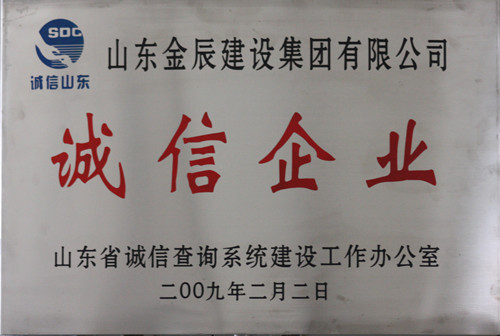 SDC
诚信山东
山东金辰建设集团有限公司
诚信企业
山东省诚信查询系统建设工作办公室
二00九年二月二日